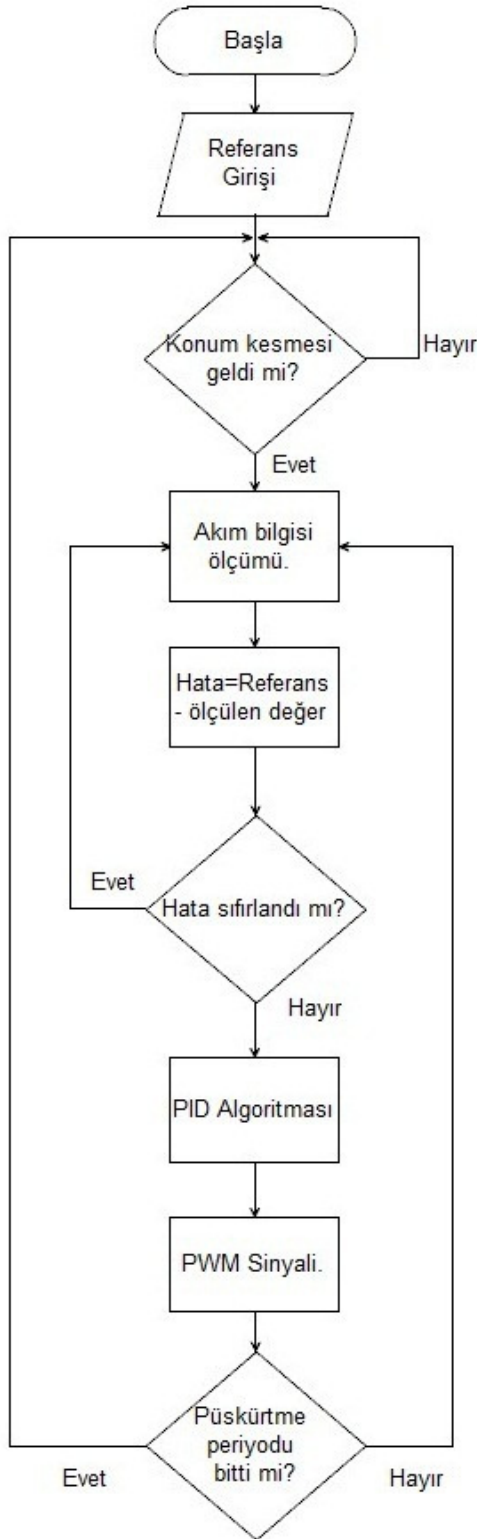 Başla
Referans
Girişi
Konum kesmesi
geldi mi?
Hayır
Evet
Akım bilgisi
ölçümü.
Hata=Referans
- ölçülen değer
Evet
Hata sıfırlandı mı?
Hayır
PID Algoritması
PWM Sinyali.
Püskürtme
periyodu
bitti mi?
Evet
Hayır